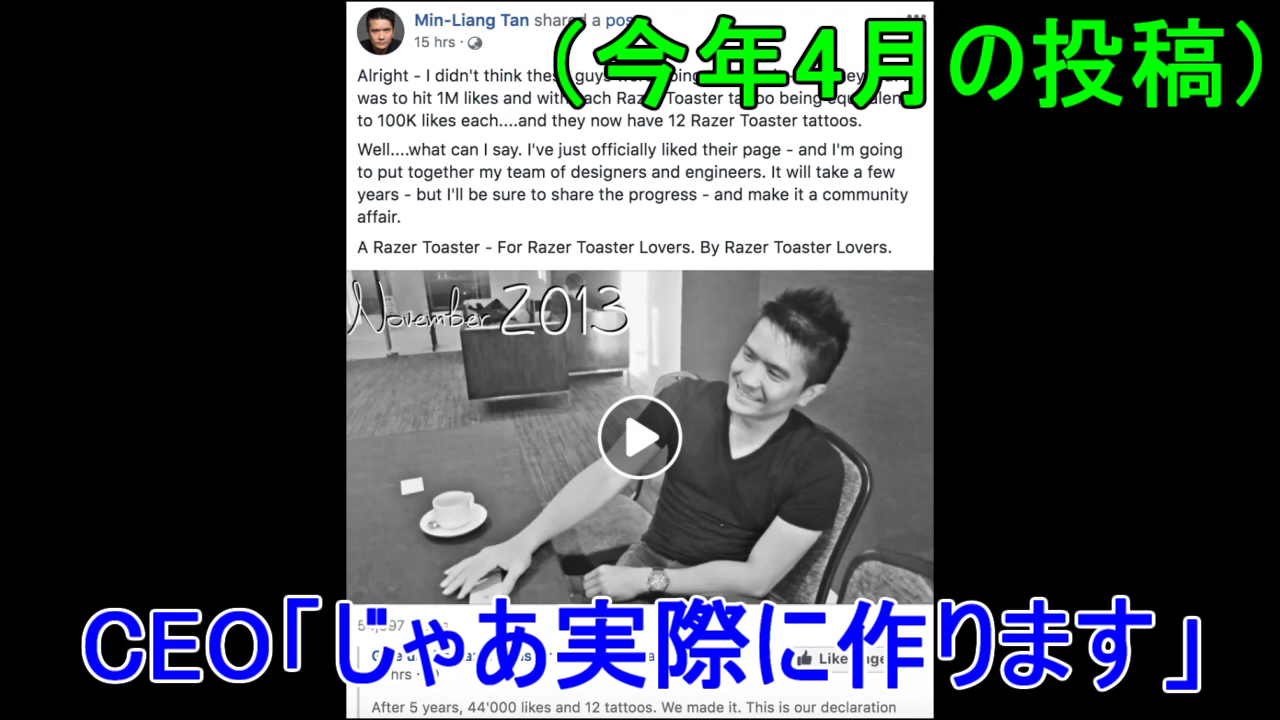 Min-Liang Tan shared a post
15 hrs
（今年4月の投稿）
Alright - I didn't think these guys
was to hit 1M likes and with each Razer Toaster tattoo being equivalent
to 100K likes each....and they now have 12 Razer Toaster tattoos.
Well....what can I say. I've just officially liked their page - and I'm going
to put together my team of designers and engineers. It will take a few
years - but I'll be sure to share the progress - and make it a community
affair.
A Razer Toaster - For Razer Toaster Lovers. By Razer Toaster Lovers.
November 2013
CEO「じゃあ実際に作ります」
Like
hrs
After 5 years, 44'000 likes and 12 tattoos. We made it. This is our declaration